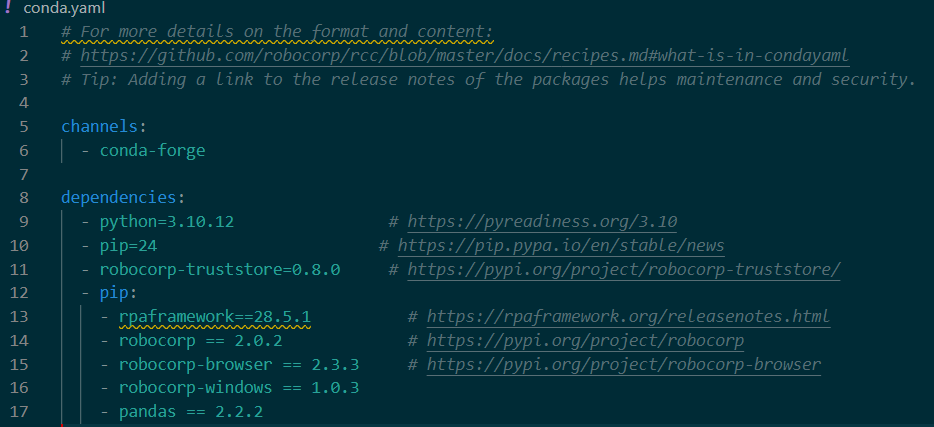 ! conda.yaml
1 # For more details on the format and content:
2 # https://github.com/robocorp/rcc/blob/master/docs/recipes.md#what-is-in-condayaml
3 # Tip: Adding a link to the release notes of the packages helps maintenance and security.
4
5 channels:
6 - conda-forge
7
8 dependencies:
9 - python=3.10.12 # https://pyreadiness.org/3.10
10 - pip=24 # https://pip.pypa.io/en/stable/news
11 - robocorp-truststore=0.8.0 # https://pypi.org/project/robocorp-truststore/
12 - pip:
13 - rpaframework==28.5.1 # https://rpaframework.org/releasenotes.html
14 - robocorp == 2.0.2 # https://pypi.org/project/robocorp
15 - robocorp-browser == 2.3.3 # https://pypi.org/project/robocorp-browser
16 - robocorp-windows == 1.0.3
17 - pandas == 2.2.2